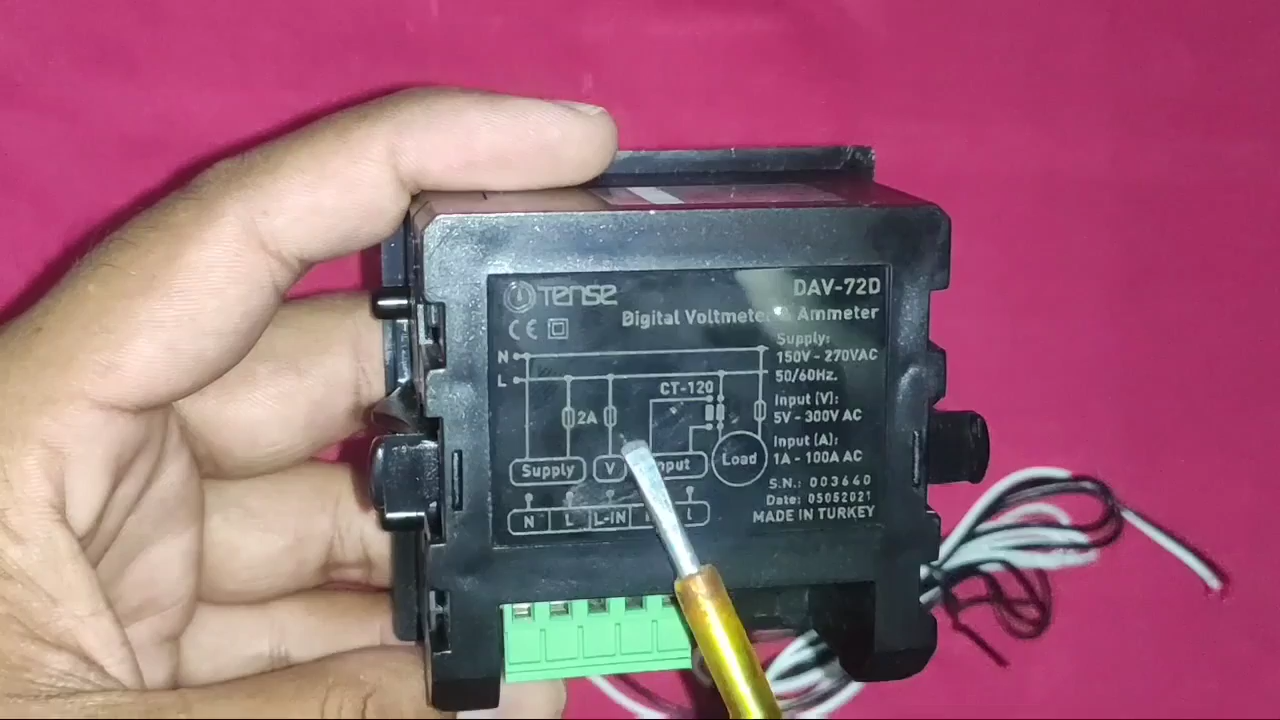 TENSE
DAV-72D
Digital Voltmeter & Ammeter
CE
Supply:
150V - 270VAC
50/60Hz.
Input (V):
5V - 300V AC
Input (A):
1A - 100A AC
S.N.: 003640
Date: 05052021
MADE IN TURKEY
N
L
CT-120
2A
Supply
V
Load
N
L
L-IN